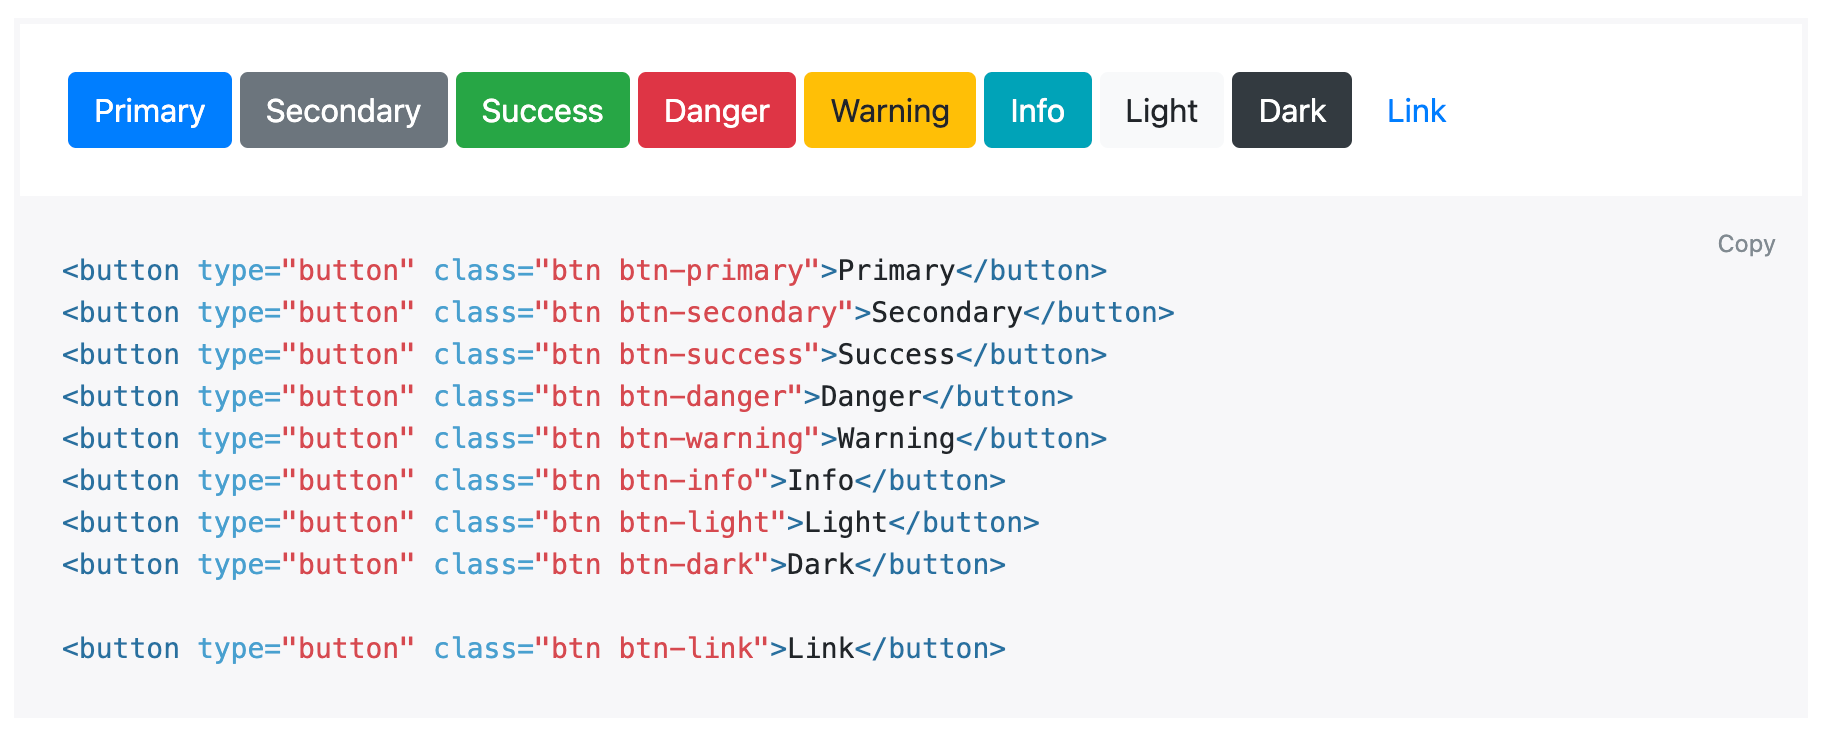 Primary Secondary Success Danger Warning Info Light Dark Link
Copy
<button type="button" class="btn btn-primary">Primary</button>
<button type="button" class="btn btn-secondary">Secondary</button>
<button type="button" class="btn btn-success">Success</button>
<button type="button" class="btn btn-danger">Danger</button>
<button type="button" class="btn btn-warning">Warning</button>
<button type="button" class="btn btn-info">Info</button>
<button type="button" class="btn btn-light">Light</button>
<button type="button" class="btn btn-dark">Dark</button>
<button type="button" class="btn btn-link">Link</button>